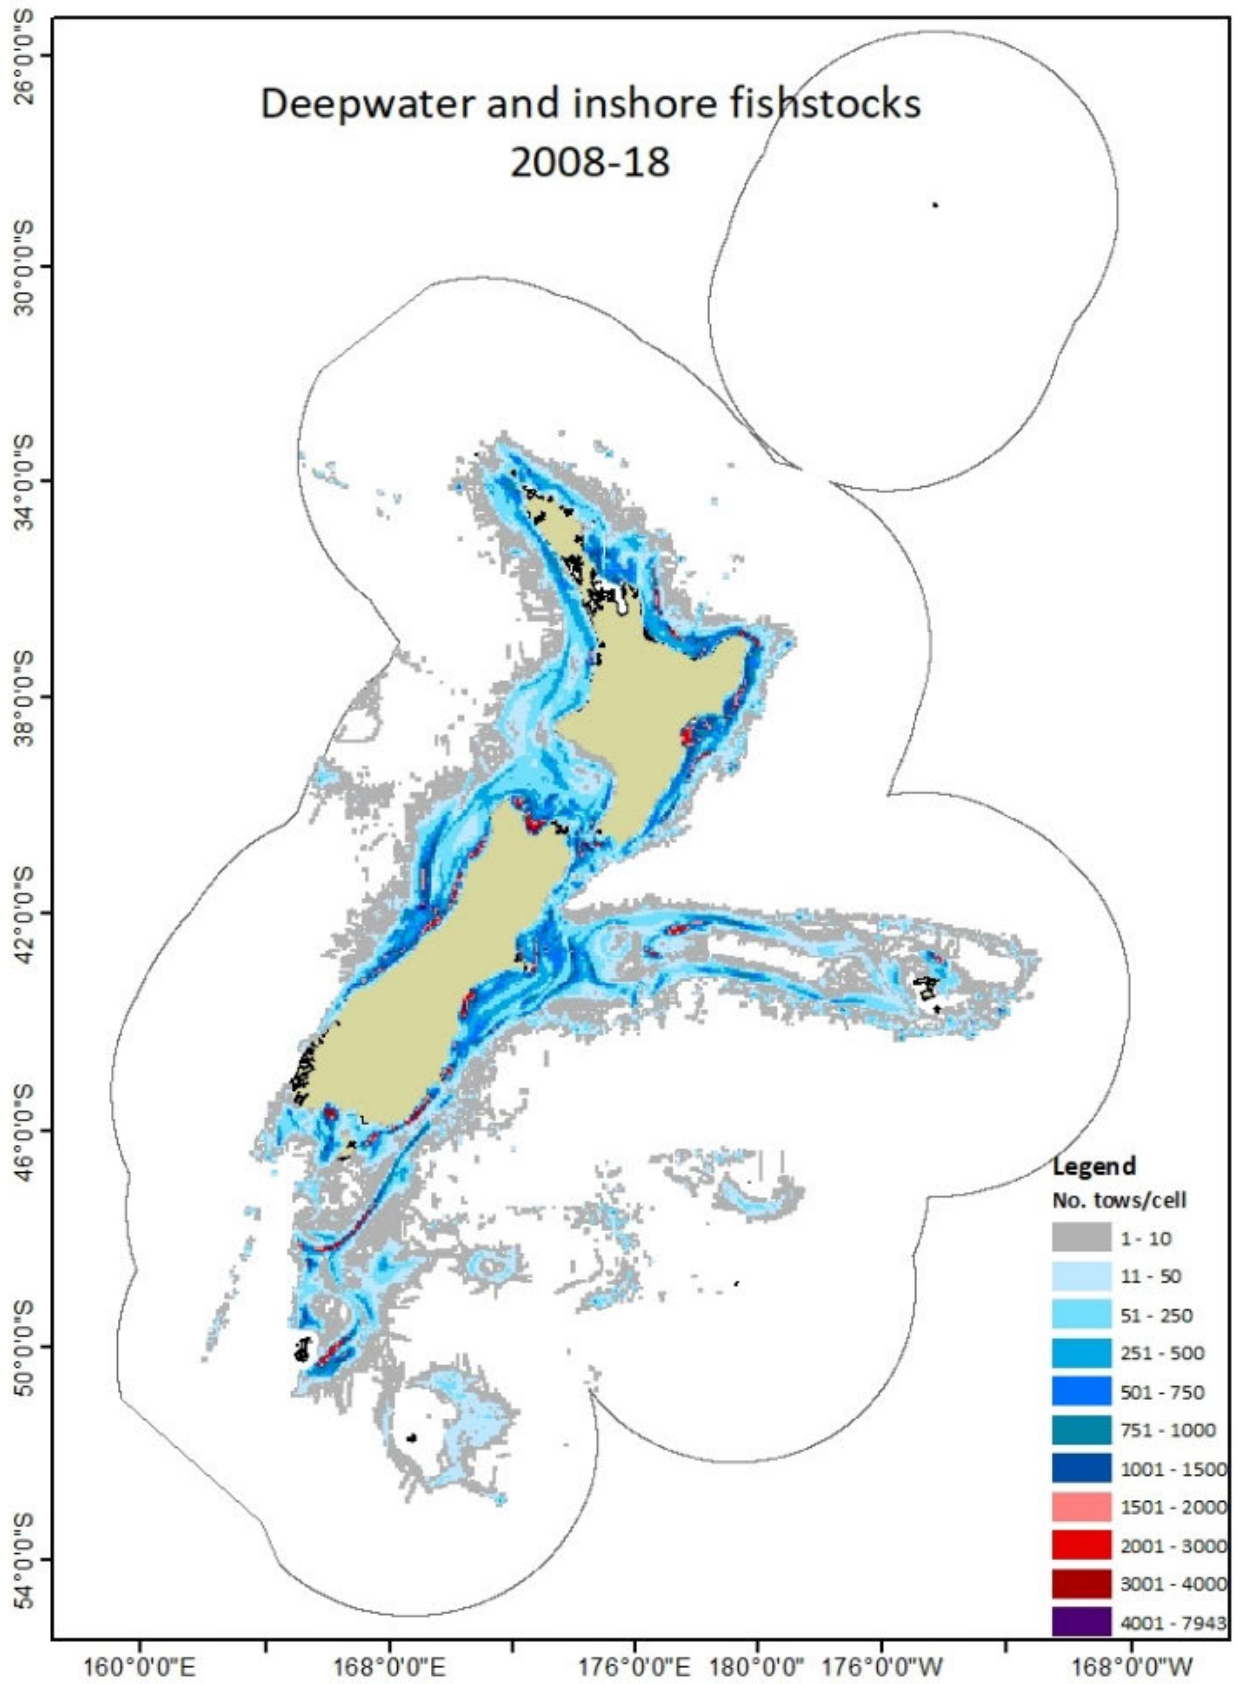 Deepwater and inshore fishstocks
2008-18
26°0'0"S
30°0'0"S
34°0'0"S
38°0'0"S
42°0'0"S
46°0'0"S
50°0'0"S
54°0'0"S
Legend
No. tows/cell
1 - 10
11 - 50
51 - 250
251 - 500
501 - 750
751 - 1000
1001 - 1500
1501 - 2000
2001 - 3000
3001 - 4000
4001 - 7943
160°0'0"E
168°0'0"E
176°0'0"E
180°0'0"
176°0'0"W
168°0'0"W